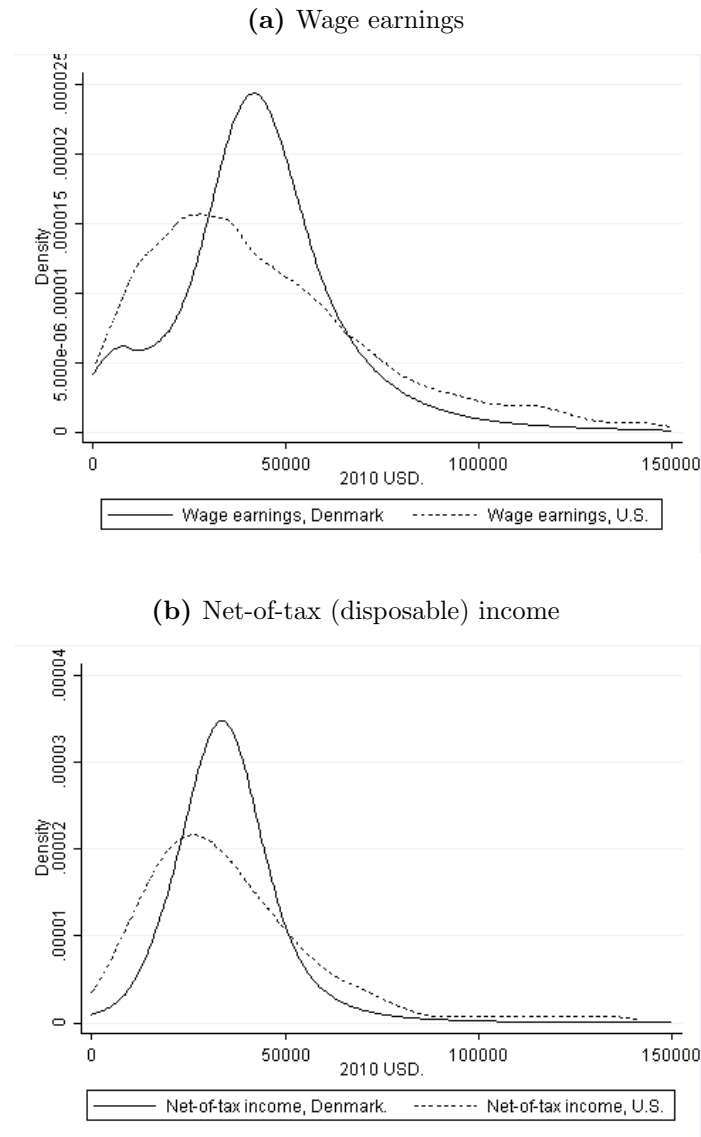 (a) Wage earnings
Density
.000025
.00002
.000015
.00001
5.000e-06
0
0 50000 100000 150000
2010 USD.
Wage earnings, Denmark Wage earnings, U.S.
(b) Net-of-tax (disposable) income
Density
.00004
.00003
.00002
.00001
0
0 50000 100000 150000
2010 USD.
Net-of-tax income, Denmark. Net-of-tax income, U.S.